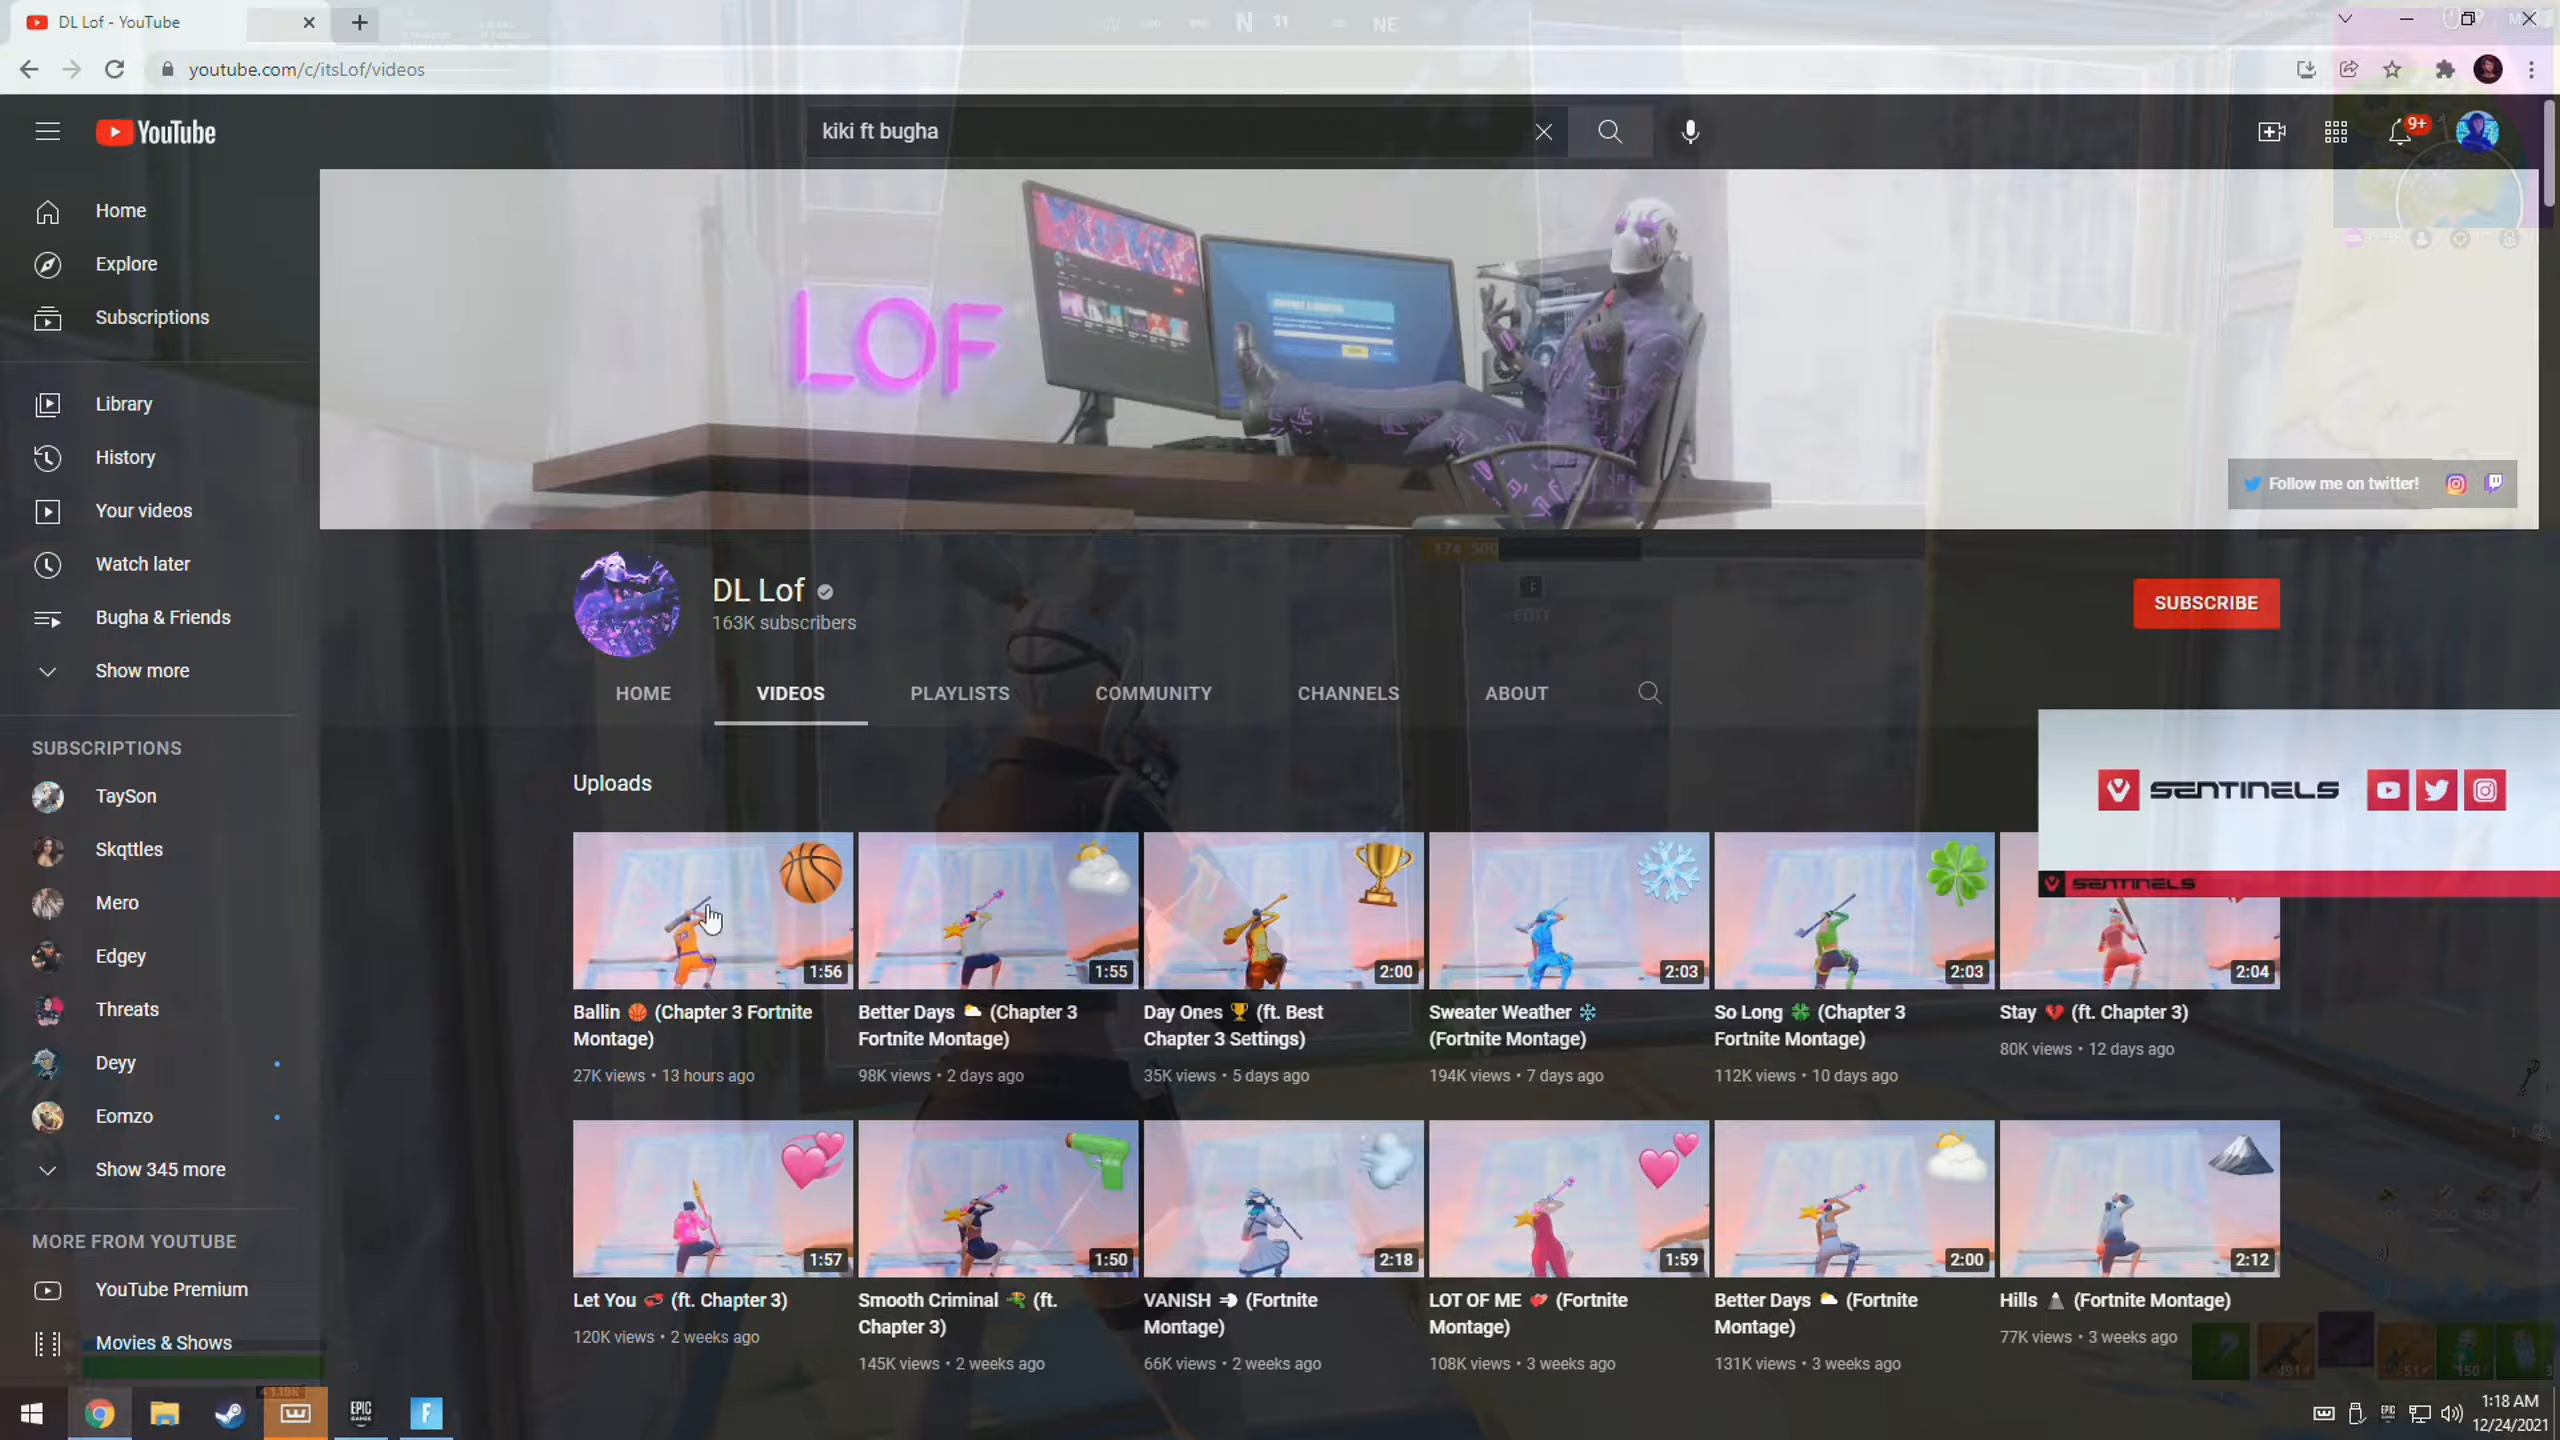 DL Lof - YouTube
N
NE
youtube.com/c/itsLof/videos
YouTube
kiki ft bugha
9+
Home
Explore
Subscriptions
Library
History
Your videos
Watch later
Bugha & Friends
Show more
SUBSCRIPTIONS
TaySon
Skqttles
Mero
Edgey
Threats
Deyy
Eomzo
Show 345 more
MORE FROM YOUTUBE
YouTube Premium
Movies & Shows
LOF
Follow me on twitter!
DL Lof
163K subscribers
SUBSCRIBE
EDIT
HOME
VIDEOS
PLAYLISTS
COMMUNITY
CHANNELS
ABOUT
Uploads
SENTINELS
SENTINELS
1:56
1:55
2:00
2:03
2:03
2:04
Ballin 🏀 (Chapter 3 Fortnite
Montage)
27K views • 13 hours ago
Better Days 🌥 (Chapter 3
Fortnite Montage)
98K views • 2 days ago
Day Ones 🏆 (ft. Best
Chapter 3 Settings)
35K views • 5 days ago
Sweater Weather ❄
(Fortnite Montage)
194K views • 7 days ago
So Long 🍀 (Chapter 3
Fortnite Montage)
112K views • 10 days ago
Stay 💔 (ft. Chapter 3)
80K views • 12 days ago
1:57
1:50
2:18
1:59
2:00
2:12
Let You 💞 (ft. Chapter 3)
120K views • 2 weeks ago
Smooth Criminal 🔫 (ft.
Chapter 3)
145K views • 2 weeks ago
VANISH 💨 (Fortnite
Montage)
66K views • 2 weeks ago
LOT OF ME 💕 (Fortnite
Montage)
108K views • 3 weeks ago
Better Days 🌥 (Fortnite
Montage)
131K views • 3 weeks ago
Hills ⛰ (Fortnite Montage)
77K views • 3 weeks ago
EPIC
GAMES
F
1:18 AM
12/24/2021